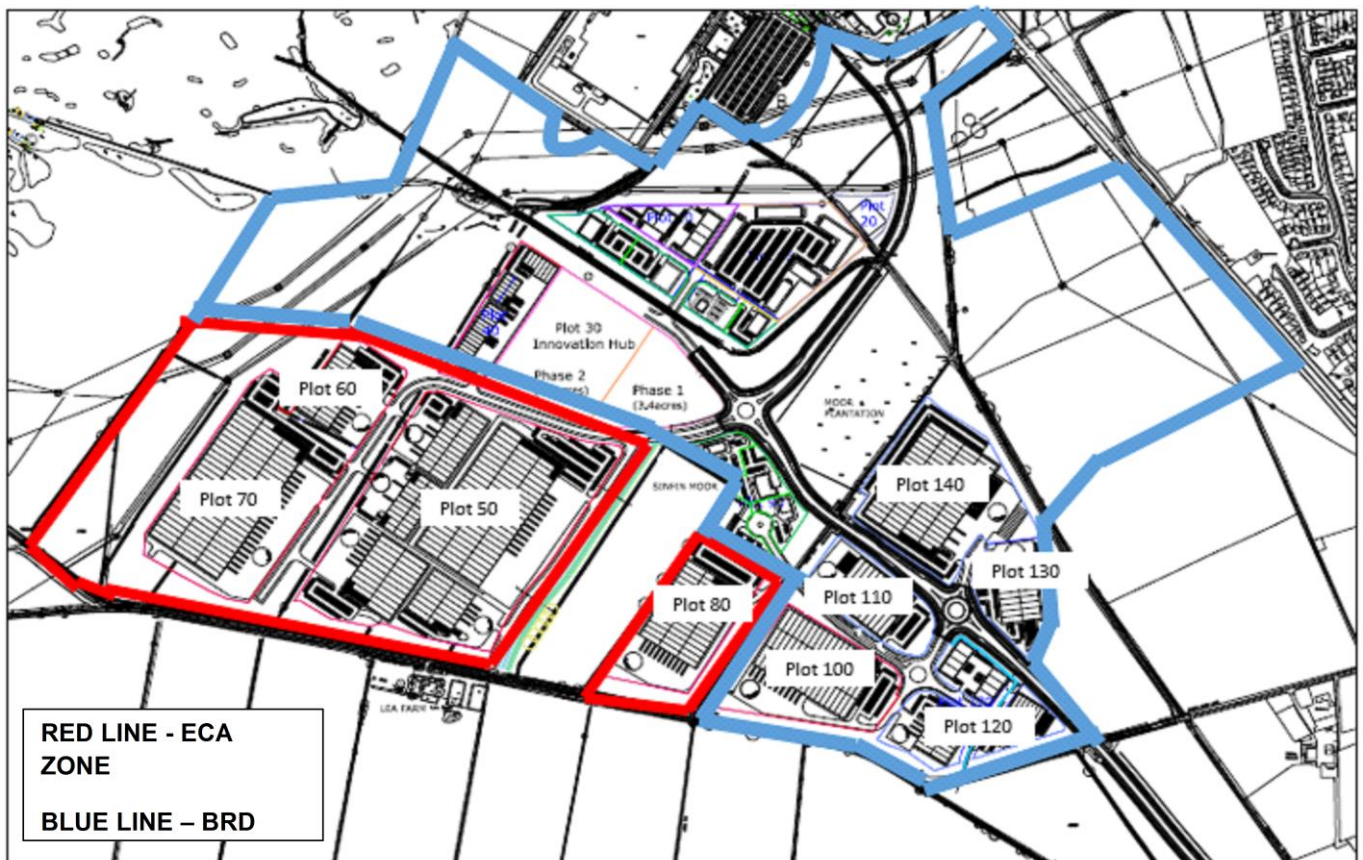 Plot
20
Plot 30
Innovation Hub
Phase 2
Phase 1
(3.4acres)
Plot 60
Plot 70
Plot 50
MOOR &
PLANTATION
SINFIN MOOR
Plot 140
Plot 130
Plot 110
Plot 80
Plot 100
Plot 120
LEA FARM
RED LINE - ECA
ZONE
BLUE LINE – BRD